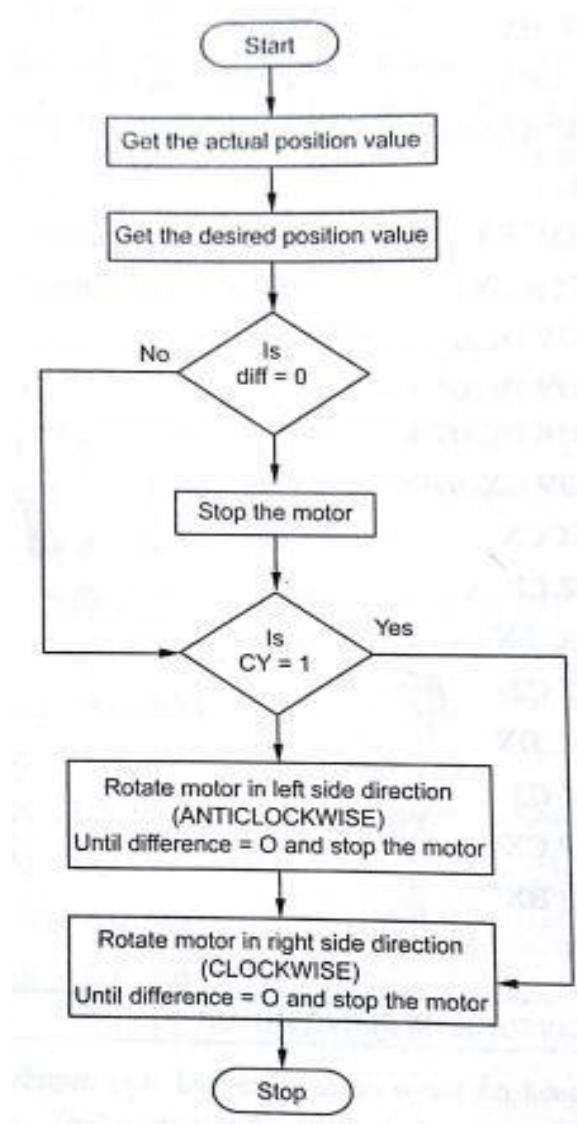 Start
Get the actual position value
Get the desired position value
No
Is
diff = 0
Stop the motor
Is
CY = 1
Yes
Rotate motor in left side direction
(ANTICLOCKWISE)
Until difference = O and stop the motor
Rotate motor in right side direction
(CLOCKWISE)
Until difference = O and stop the motor
Stop